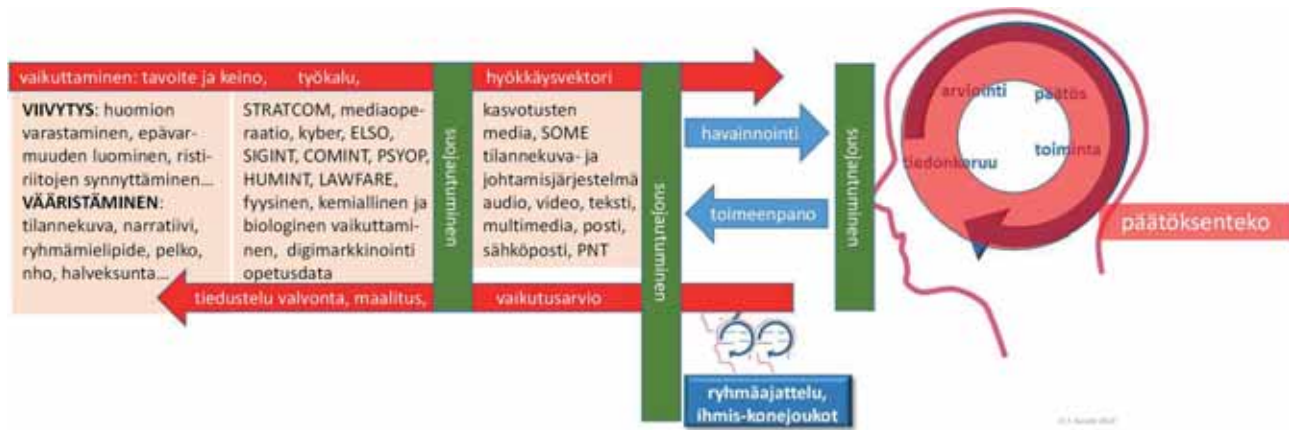 vaikuttaminen: tavoite ja keino, työkalu, hyökkäysvektori
VIIVYTYS: huomion
varastaminen, epävar-
muuden luominen, risti-
riitojen synnyttäminen...
VÄÄRISTÄMINEN:
tilannekuva, narratiivi,
ryhmämielipide, pelko,
nho, halveksunta...
STRATCOM, mediaope-
raatio, kyber, ELSO,
SIGINT, COMINT, PSYOP,
HUMINT, LAWFARE,
fyysinen, kemiallinen ja
biologinen vaikuttami-
nen, digimarkkinointi
opetusdata
suojautuminen
kasvotusten
media, SOME
tilannekuva- ja
johtamisjärjestelmä
audio, video, teksti,
multimedia, posti,
sähköposti, PNT
suojautuminen
havainnointi
toimeenpano
suojautuminen
arviointi
päätös
tiedonkeruu
toiminta
päätöksenteko
tiedustelu valvonta, maalitus, vaikutusarvio
ryhmäajattelu,
ihmis-konejoukot